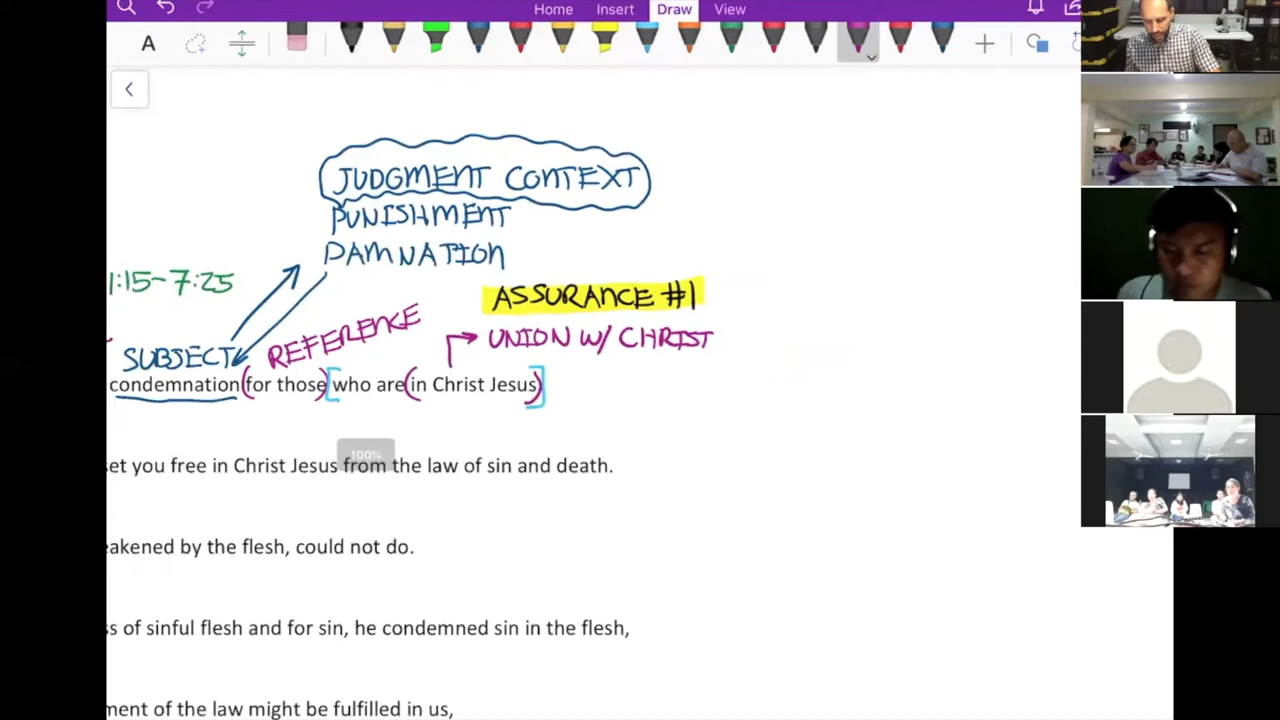 Home Insert Draw View
A
JUDGMENT CONTEXT
PUNISHMENT
DAMNATION
1:15-7:25
ASSURANCE #1
REFERENCE
UNION W/ CHRIST
SUBJECT
condemnation (for those) [who are (in Christ Jesus)]
100%
set you free in Christ Jesus from the law of sin and death.
eakened by the flesh, could not do.
ss of sinful flesh and for sin, he condemned sin in the flesh,
ment of the law might be fulfilled in us,